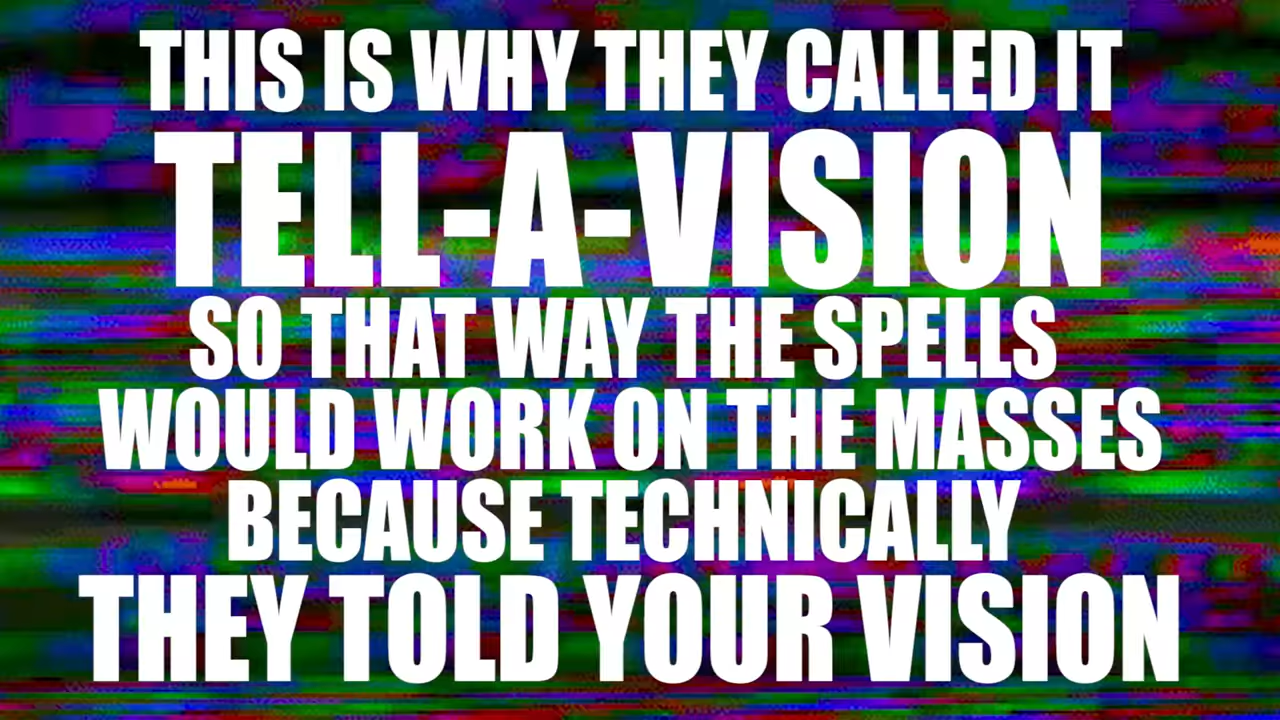 THIS IS WHY THEY CALLED IT
TELL-A-VISION
SO THAT WAY THE SPELLS
WOULD WORK ON THE MASSES
BECAUSE TECHNICALLY
THEY TOLD YOUR VISION